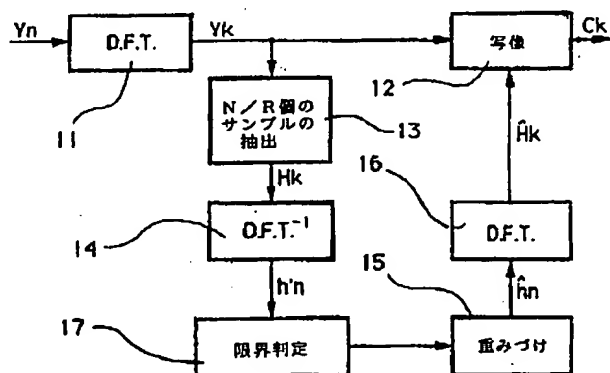 Yn
D.F.T.
Yk
写像
Ck
11
12
N/R個の
サンプルの
抽出
13
Ĥk
Hk
16
14
D.F.T.⁻¹
D.F.T.
15
h'n
ĥn
17
限界判定
重みづけ